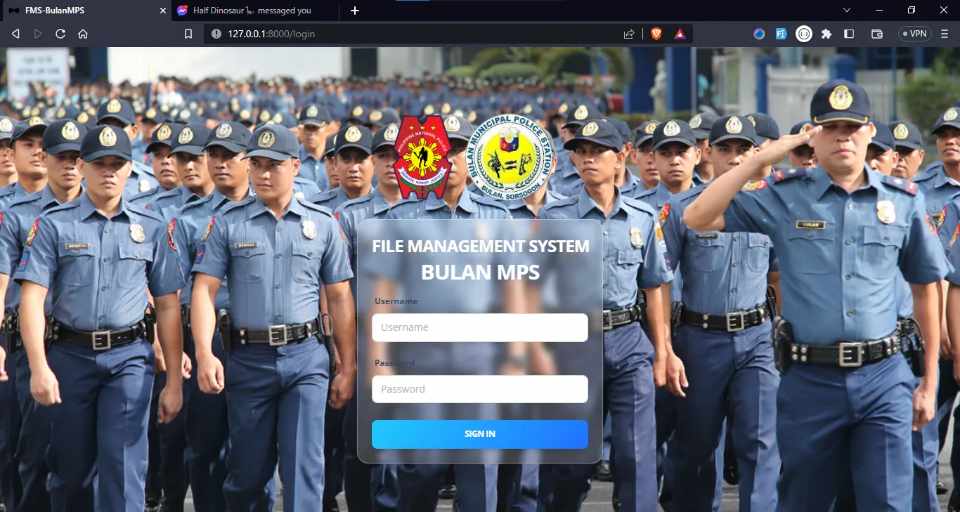 FMS-BulanMPS
Half Dinosaur messaged you
127.0.0.1:8000/login
VPN
BULAN MUNICIPAL POLICE STATION
BULAN, SORSOGON
FILE MANAGEMENT SYSTEM
BULAN MPS
Username
Username
Password
Password
SIGN IN